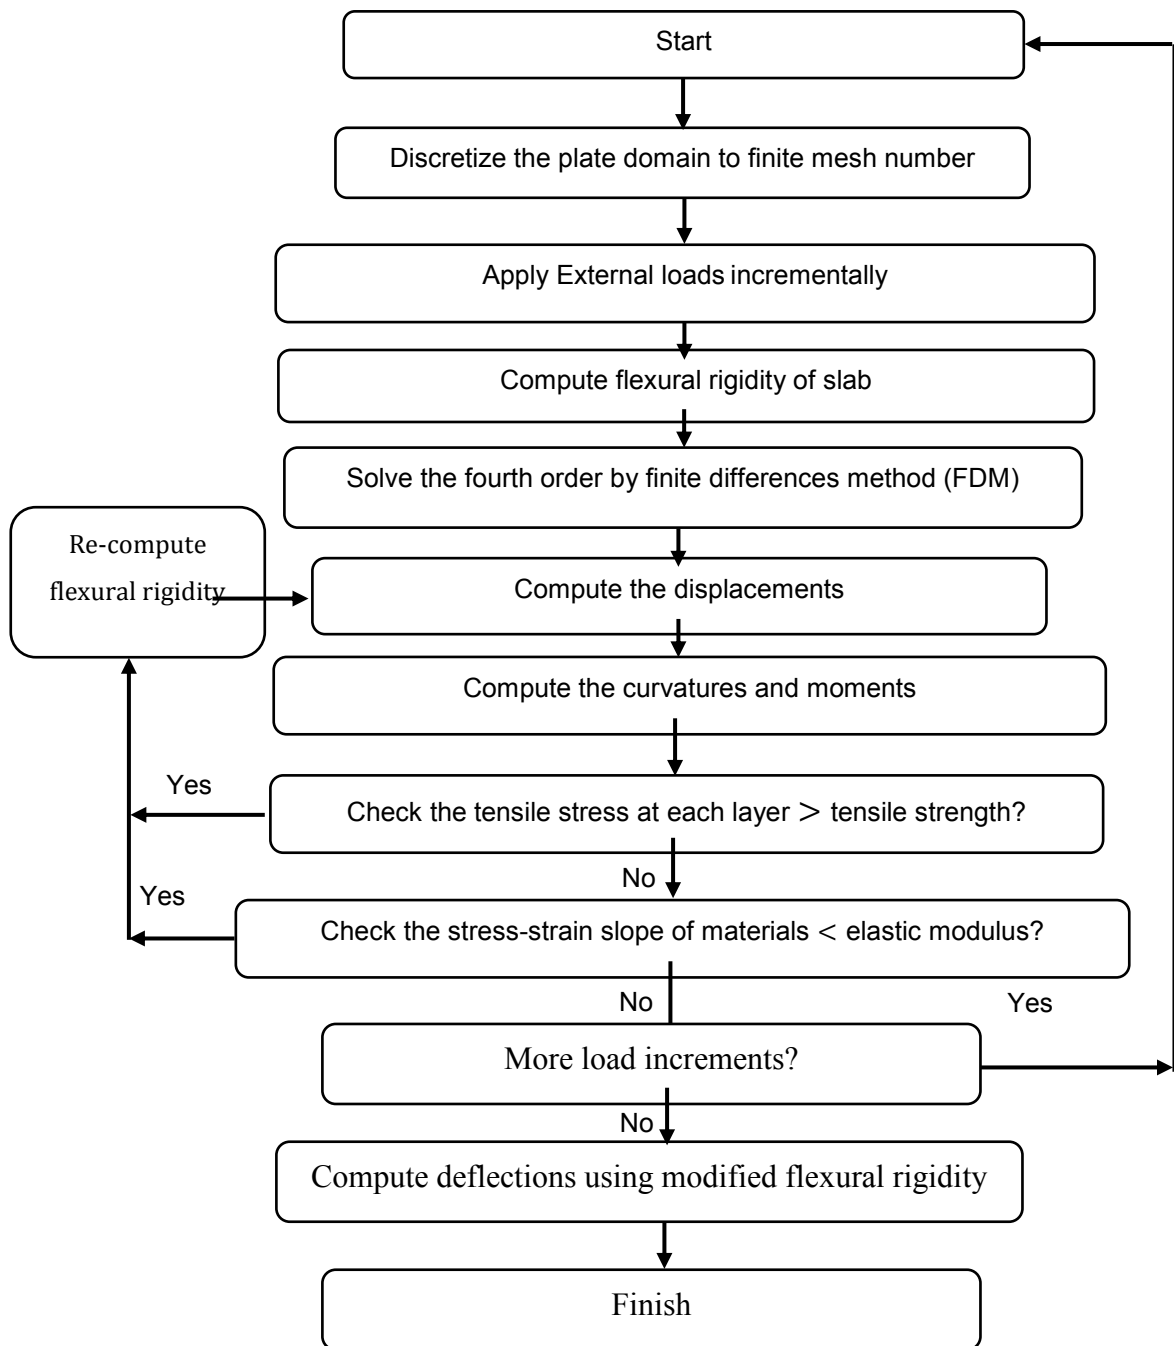 Start
Discretize the plate domain to finite mesh number
Apply External loads incrementally
Compute flexural rigidity of slab
Solve the fourth order by finite differences method (FDM)
Re-compute
flexural rigidity
Compute the displacements
Compute the curvatures and moments
Yes
Check the tensile stress at each layer > tensile strength?
No
Yes
Check the stress-strain slope of materials < elastic modulus?
No
Yes
More load increments?
No
Compute deflections using modified flexural rigidity
Finish